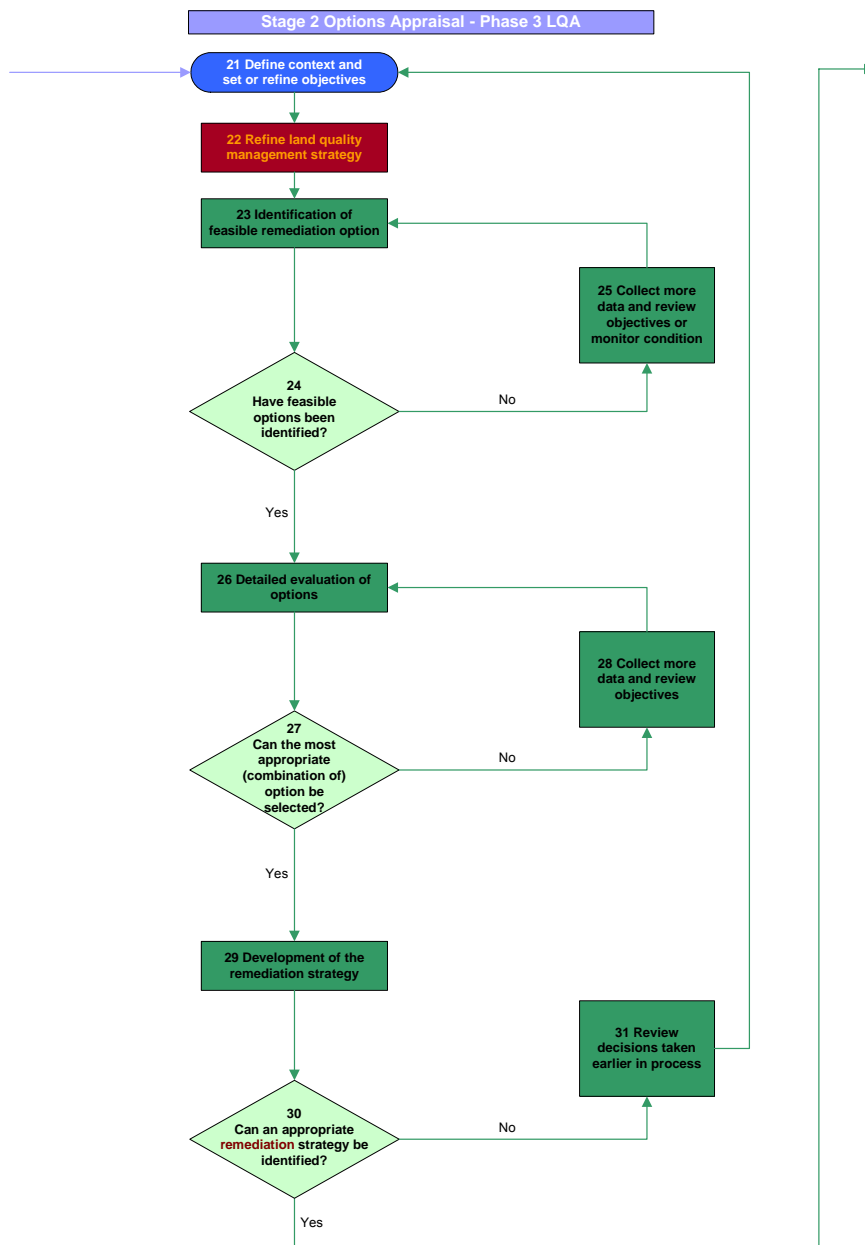 Stage 2 Options Appraisal - Phase 3 LQA
21 Define context and
set or refine objectives
22 Refine land quality
management strategy
23 Identification of
feasible remediation option
25 Collect more
data and review
objectives or
monitor condition
24
Have feasible
options been
identified?
No
Yes
26 Detailed evaluation of
options
28 Collect more
data and review
objectives
27
Can the most
appropriate
(combination of)
option be
selected?
No
Yes
29 Development of the
remediation strategy
31 Review
decisions taken
earlier in process
30
Can an appropriate
remediation strategy be
identified?
No
Yes